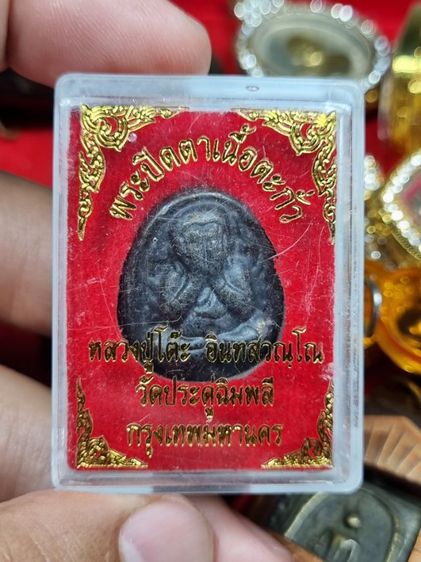 พระปิดตาเนื้อตะกั่ว
หลวงปู่โต๊ะ อินทสุวณฺโณ
วัดประดู่ฉิมพลี
กรุงเทพมหานคร